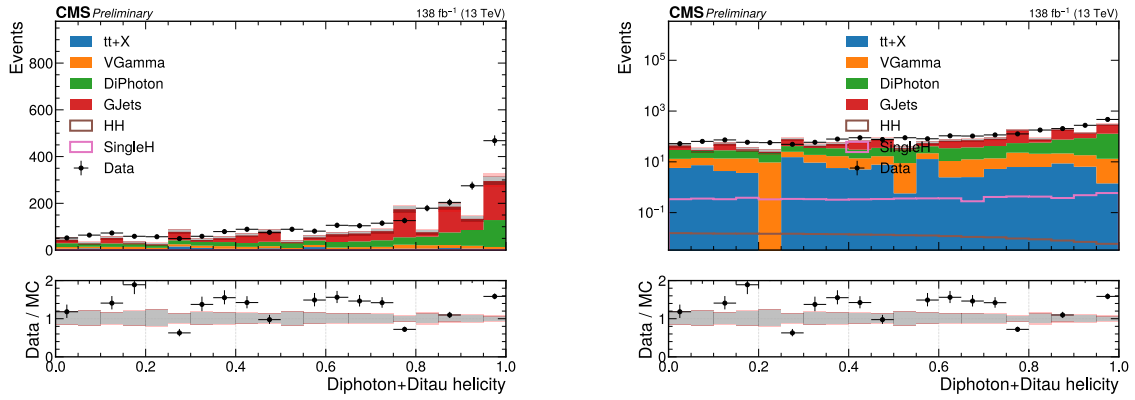 CMS Preliminary 138 fb⁻¹ (13 TeV)
Events
800
600
400
200
0
tt+X
VGamma
DiPhoton
GJets
HH
SingleH
Data
Data / MC
2
1
0
0.0 0.2 0.4 0.6 0.8 1.0
Diphoton+Ditau helicity
CMS Preliminary 138 fb⁻¹ (13 TeV)
Events
10⁵
10³
10¹
10⁻¹
tt+X
VGamma
DiPhoton
GJets
HH
SingleH
Data
Data / MC
2
1
0
0.0 0.2 0.4 0.6 0.8 1.0
Diphoton+Ditau helicity